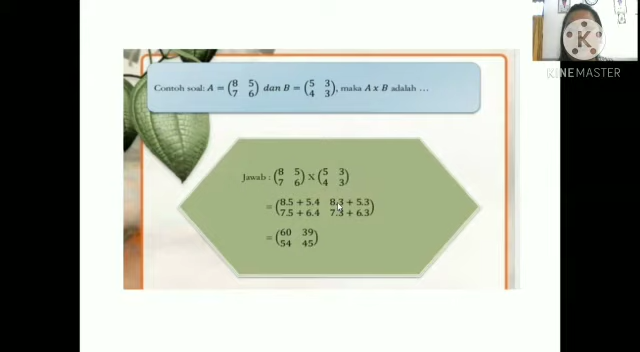 KINEMASTER
Contoh soal: A = (8 5 / 7 6) dan B = (5 3 / 4 3), maka A x B adalah ...
Jawab : (8 5 / 7 6) X (5 3 / 4 3)
= (8.5 + 5.4 8.3 + 5.3 / 7.5 + 6.4 7.3 + 6.3)
= (60 39 / 54 45)